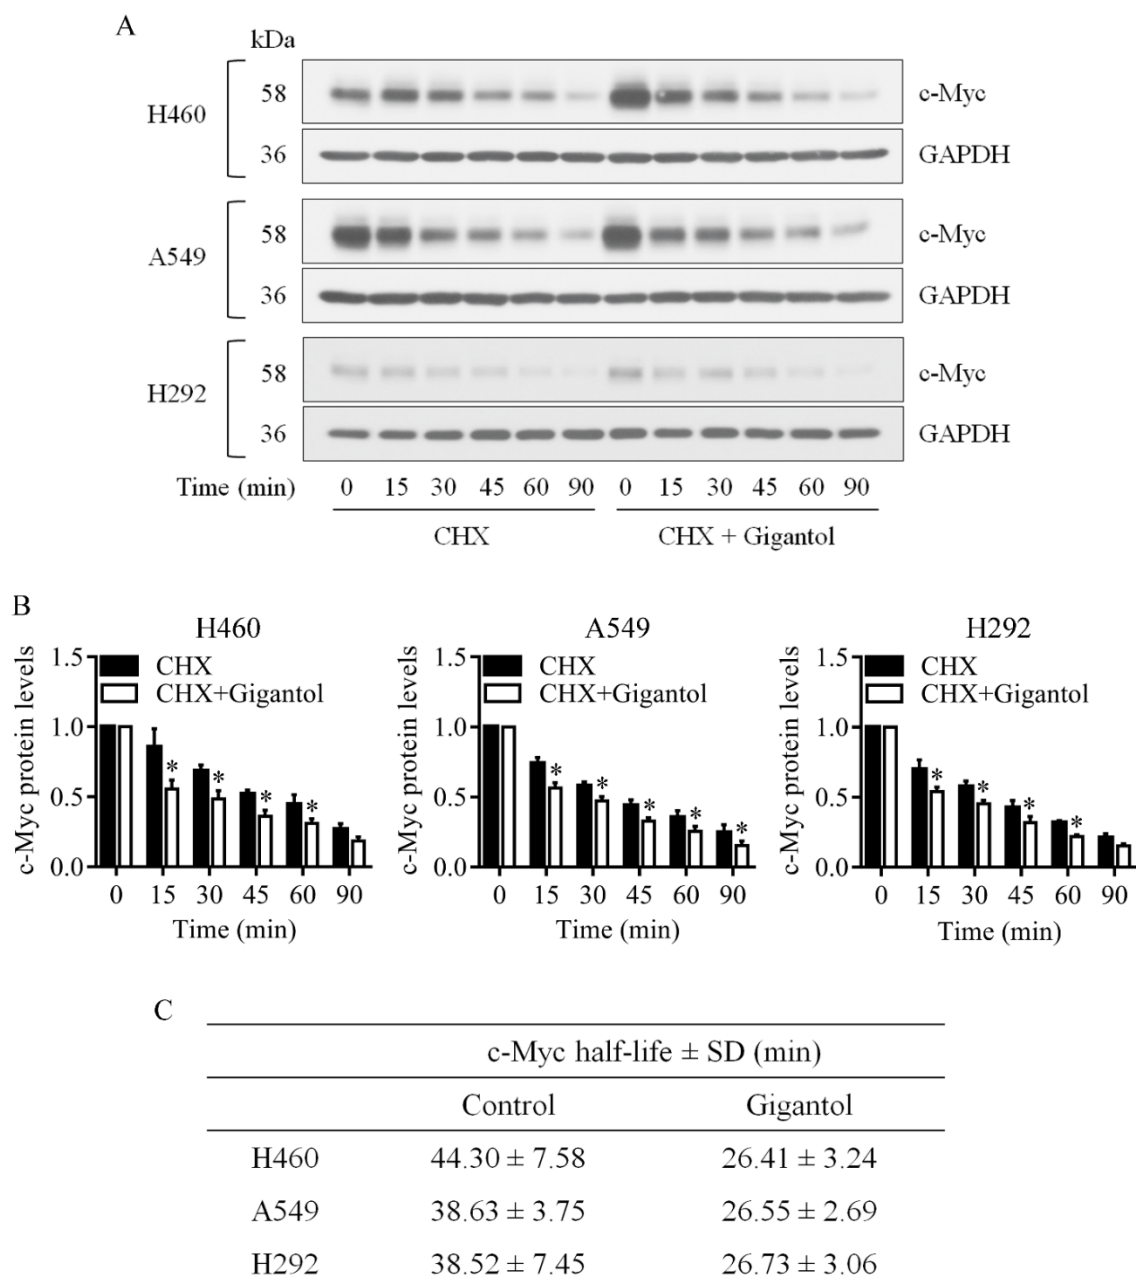 A
kDa
H460
58
c-Myc
36
GAPDH
A549
58
c-Myc
36
GAPDH
H292
58
c-Myc
36
GAPDH
Time (min) 0 15 30 45 60 90 0 15 30 45 60 90
CHX CHX + Gigantol
B
H460
c-Myc protein levels
1.5
1.0
0.5
0.0
CHX
CHX+Gigantol
* * * *
0 15 30 45 60 90
Time (min)
A549
c-Myc protein levels
1.5
1.0
0.5
0.0
CHX
CHX+Gigantol
* * * * *
0 15 30 45 60 90
Time (min)
H292
c-Myc protein levels
1.5
1.0
0.5
0.0
CHX
CHX+Gigantol
* * * *
0 15 30 45 60 90
Time (min)
C
c-Myc half-life ± SD (min)
Control Gigantol
H460 44.30 ± 7.58 26.41 ± 3.24
A549 38.63 ± 3.75 26.55 ± 2.69
H292 38.52 ± 7.45 26.73 ± 3.06